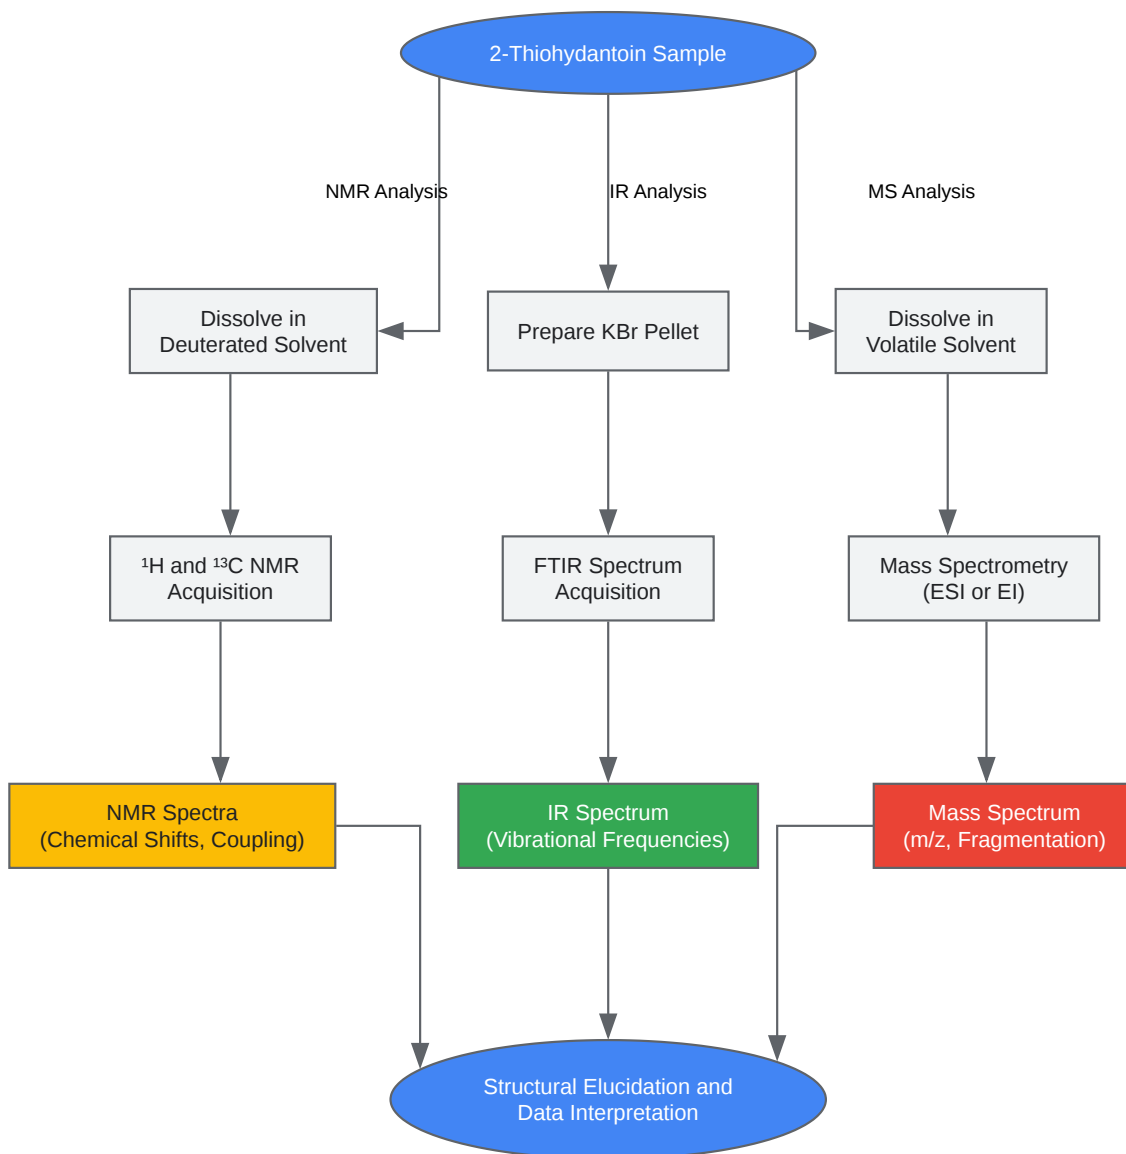 2-Thiohydantoin Sample
NMR Analysis
IR Analysis
MS Analysis
Dissolve in
Deuterated Solvent
Prepare KBr Pellet
Dissolve in
Volatile Solvent
¹H and ¹³C NMR
Acquisition
FTIR Spectrum
Acquisition
Mass Spectrometry
(ESI or EI)
NMR Spectra
(Chemical Shifts, Coupling)
IR Spectrum
(Vibrational Frequencies)
Mass Spectrum
(m/z, Fragmentation)
Structural Elucidation and
Data Interpretation